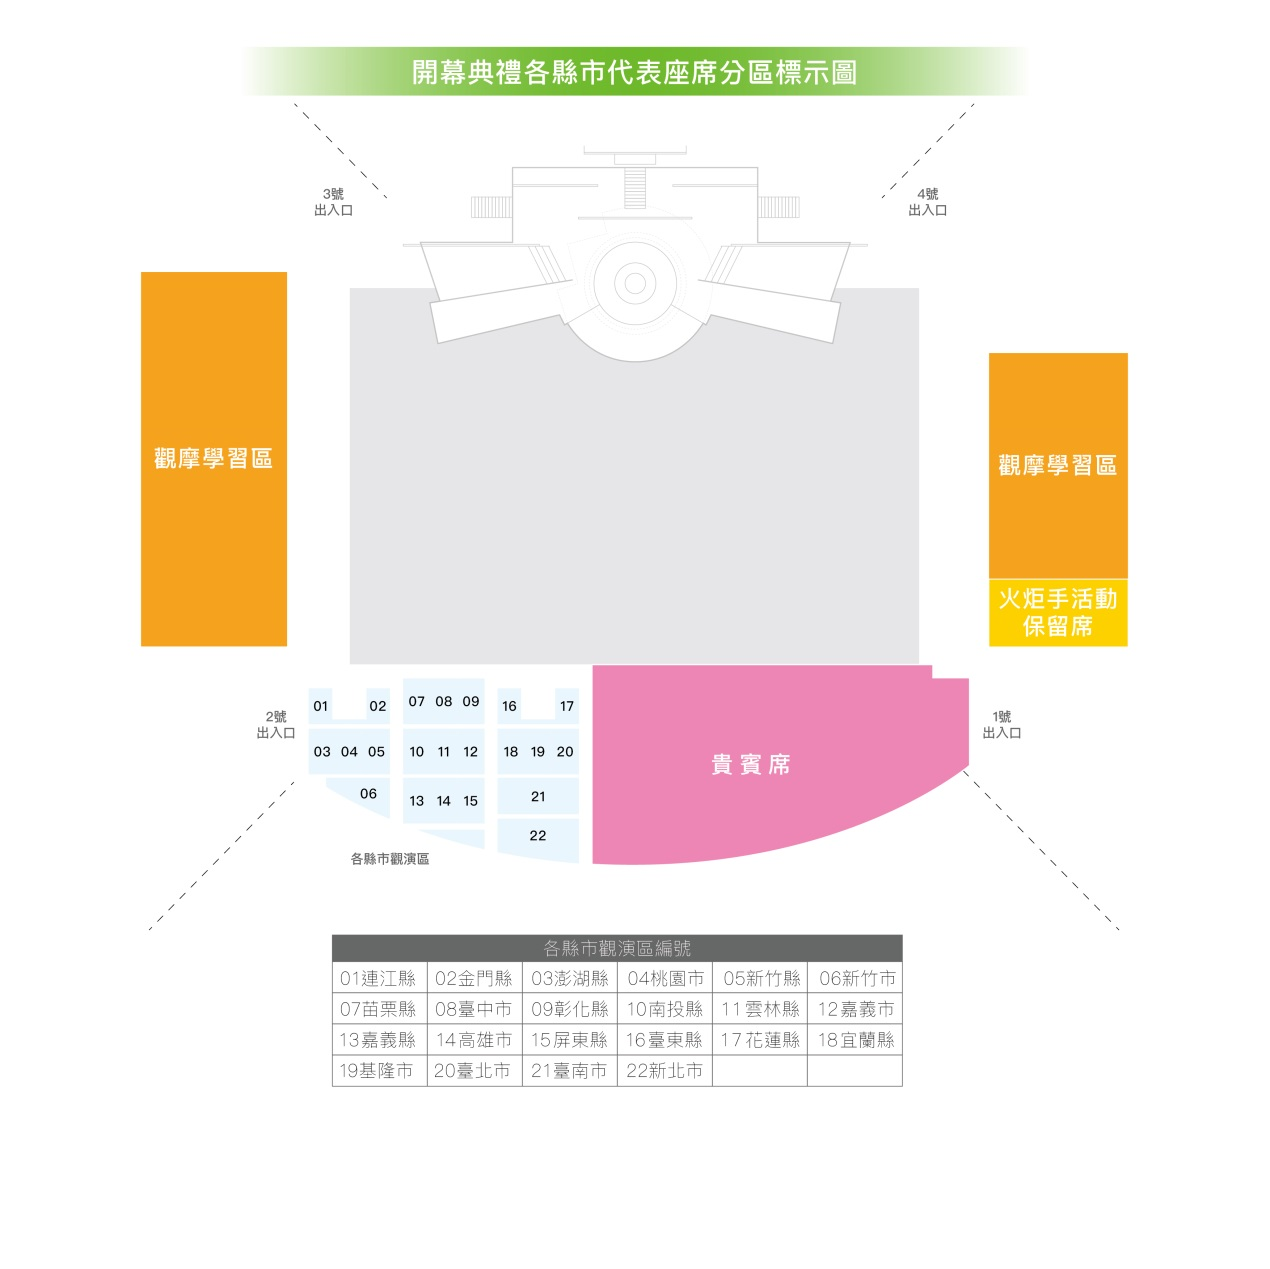 開幕典禮各縣市代表座席分區標示圖
3號
出入口
4號
出入口
觀摩學習區
觀摩學習區
火炬手活動
保留席
2號
出入口
01 02 07 08 09 16 17
03 04 05 10 11 12 18 19 20
06 13 14 15 21
22
貴賓席
1號
出入口
各縣市觀演區
各縣市觀演區編號
01連江縣 02金門縣 03澎湖縣 04桃園市 05新竹縣 06新竹市
07苗栗縣 08臺中市 09彰化縣 10南投縣 11雲林縣 12嘉義市
13嘉義縣 14高雄市 15屏東縣 16臺東縣 17花蓮縣 18宜蘭縣
19基隆市 20臺北市 21臺南市 22新北市